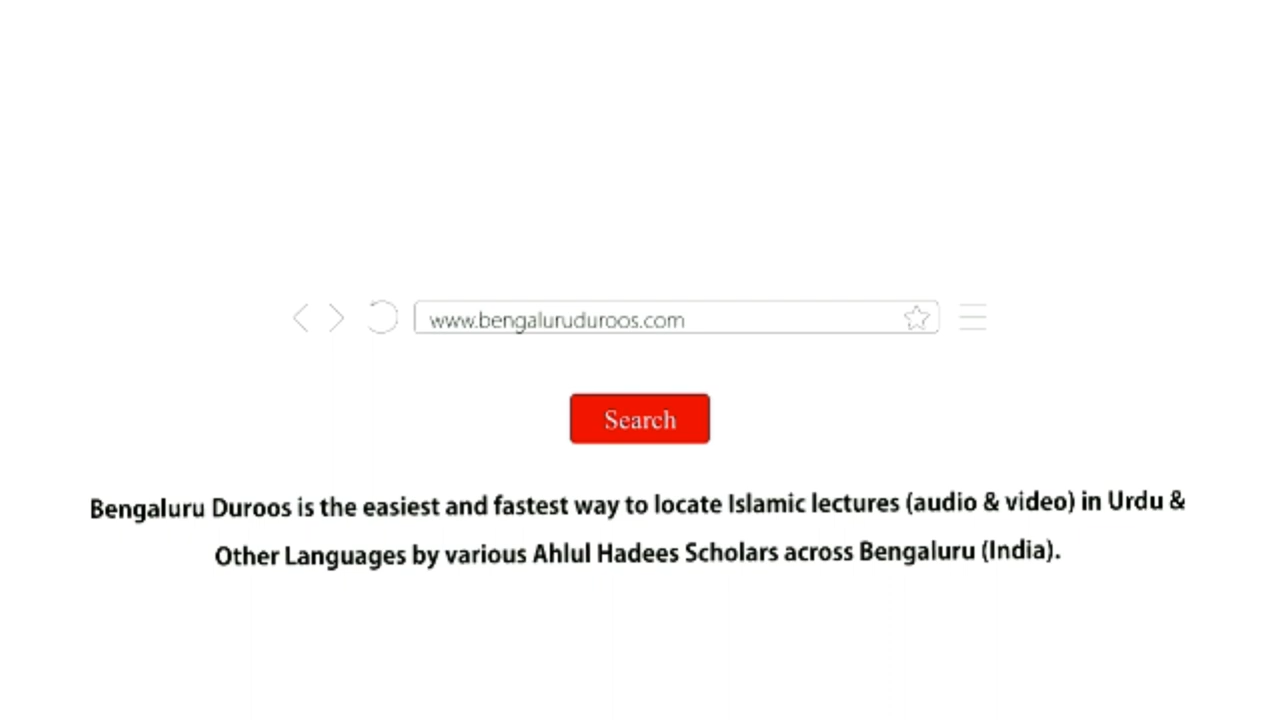 www.bengaluruduroos.com
Search
Bengaluru Duroos is the easiest and fastest way to locate Islamic lectures (audio & video) in Urdu &
Other Languages by various Ahlul Hadees Scholars across Bengaluru (India).